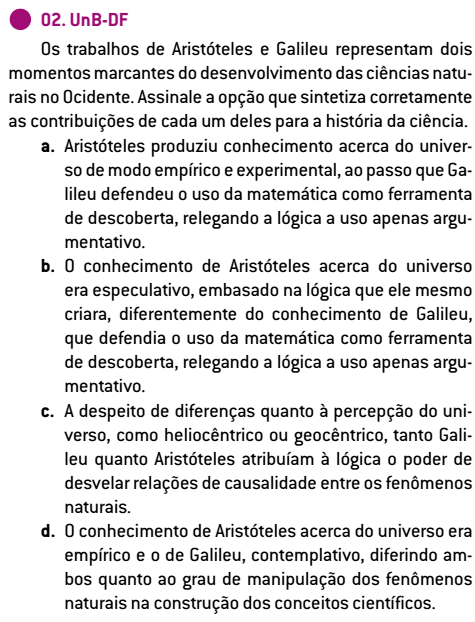 02. UnB-DF
Os trabalhos de Aristóteles e Galileu representam dois
momentos marcantes do desenvolvimento das ciências natu-
rais no Ocidente. Assinale a opção que sintetiza corretamente
as contribuições de cada um deles para a história da ciência.
a. Aristóteles produziu conhecimento acerca do univer-
so de modo empírico e experimental, ao passo que Ga-
lileu defendeu o uso da matemática como ferramenta
de descoberta, relegando a lógica a uso apenas argu-
mentativo.
b. O conhecimento de Aristóteles acerca do universo
era especulativo, embasado na lógica que ele mesmo
criara, diferentemente do conhecimento de Galileu,
que defendia o uso da matemática como ferramenta
de descoberta, relegando a lógica a uso apenas argu-
mentativo.
c. A despeito de diferenças quanto à percepção do uni-
verso, como heliocêntrico ou geocêntrico, tanto Gali-
leu quanto Aristóteles atribuíam à lógica o poder de
desvelar relações de causalidade entre os fenômenos
naturais.
d. O conhecimento de Aristóteles acerca do universo era
empírico e o de Galileu, contemplativo, diferindo am-
bos quanto ao grau de manipulação dos fenômenos
naturais na construção dos conceitos científicos.